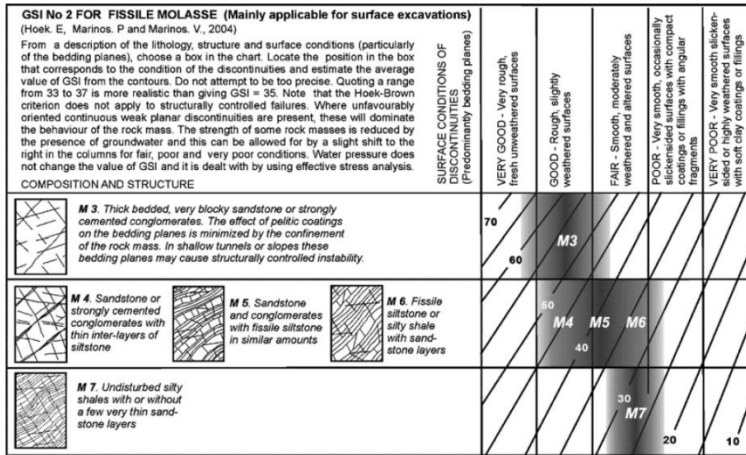 GSI No 2 FOR FISSILE MOLASSE (Mainly applicable for surface excavations)
(Hoek. E, Marinos. P and Marinos. V., 2004)
From a description of the lithology, structure and surface conditions (particularly
of the bedding planes), choose a box in the chart. Locate the position in the box
that corresponds to the condition of the discontinuities and estimate the average
value of GSI from the contours. Do not attempt to be too precise. Quoting a range
from 33 to 37 is more realistic than giving GSI = 35. Note that the Hoek-Brown
criterion does not apply to structurally controlled failures. Where unfavourably
oriented continuous weak planar discontinuities are present, these will dominate
the behaviour of the rock mass. The strength of some rock masses is reduced by
the presence of groundwater and this can be allowed for by a slight shift to the
right in the columns for fair, poor and very poor conditions. Water pressure does
not change the value of GSI and it is dealt with by using effective stress analysis.
COMPOSITION AND STRUCTURE
SURFACE CONDITIONS OF
DISCONTINUITIES
(Predominantly bedding planes)
VERY GOOD - Very rough,
fresh unweathered surfaces
GOOD - Rough, slightly
weathered surfaces
FAIR - Smooth, moderately
weathered and altered surfaces
POOR - Very smooth, occasionally
slickensided surfaces with compact
coatings or fillings with angular
fragments
VERY POOR - Very smooth slicken-
sided or highly weathered surfaces
with soft clay coatings or fillings
M 3. Thick bedded, very blocky sandstone or strongly
cemented conglomerates. The effect of pelitic coatings
on the bedding planes is minimized by the confinement
of the rock mass. In shallow tunnels or slopes these
bedding planes may cause structurally controlled instability.
70
60
M3
M 4. Sandstone or
strongly cemented
conglomerates with
thin inter-layers of
siltstone
M 5. Sandstone
and conglomerates
with fissile siltstone
in similar amounts
M 6. Fissile
siltstone or
silty shale
with sand-
stone layers
50
M4 M5 M6
40
M 7. Undisturbed silty
shales with or without
a few very thin sand-
stone layers
30
M7
20
10